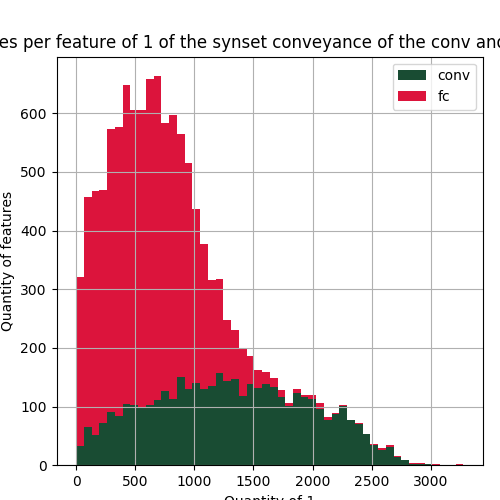 es per feature of 1 of the synset conveyance of the conv and
conv
fc
Quantity of features
600
500
400
300
200
100
0
0 500 1000 1500 2000 2500 3000
Quantity of 1